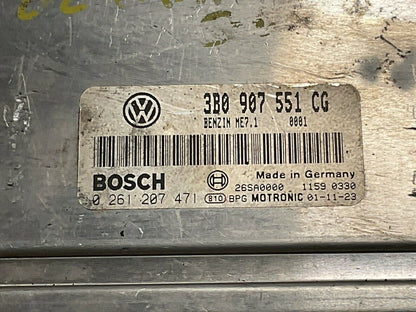 3B0 907 551 CG
BENZIN ME7.1 0001
Made in Germany
BOSCH 26SA0000 1159 0330
0 261 207 471 810 BPG MOTRONIC 01-11-23